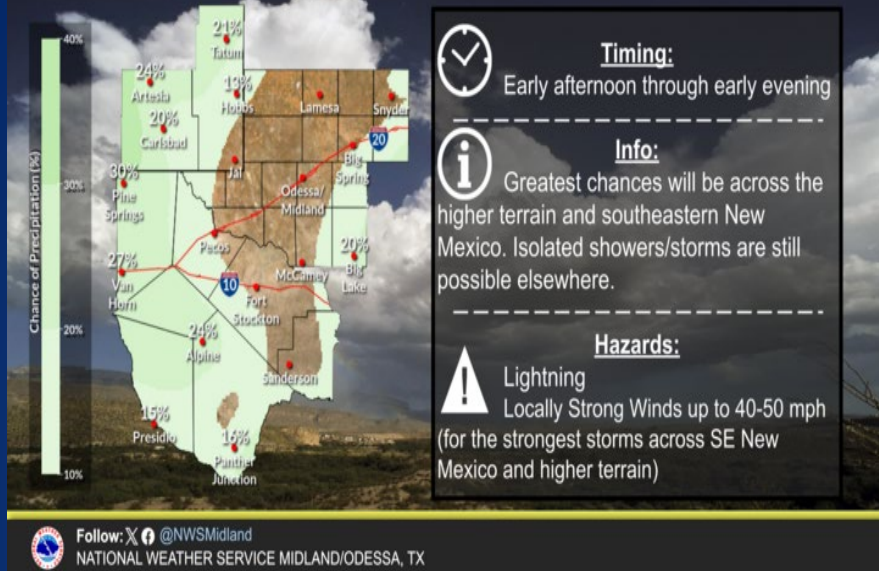 40%
30%
20%
10%
Chance of Precipitation (%)
21%
Tatum
24%
Artesia
13%
Hobbs
Lamesa
Snyder
20%
Carlsbad
20
Big
Spring
30%
Pine
Springs
Jal
Odessa/
Midland
Pecos
27%
Van
Horn
10
McCamey
20%
Big
Lake
Fort
Stockton
24%
Alpine
Sanderson
15%
Presidio
16%
Panther
Junction
Timing:
Early afternoon through early evening
Info:
Greatest chances will be across the
higher terrain and southeastern New
Mexico. Isolated showers/storms are still
possible elsewhere.
Hazards:
Lightning
Locally Strong Winds up to 40-50 mph
(for the strongest storms across SE New
Mexico and higher terrain)
Follow: X f @NWSMidland
NATIONAL WEATHER SERVICE MIDLAND/ODESSA, TX